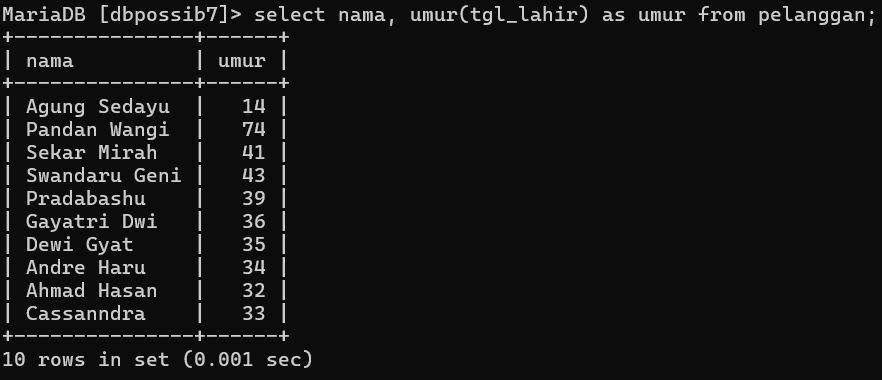 MariaDB [dbpossib7]> select nama, umur(tgl_lahir) as umur from pelanggan;
+---------------+------+
| nama          | umur |
+---------------+------+
| Agung Sedayu  |   14 |
| Pandan Wangi  |   74 |
| Sekar Mirah   |   41 |
| Swandaru Geni |   43 |
| Pradabashu    |   39 |
| Gayatri Dwi   |   36 |
| Dewi Gyat     |   35 |
| Andre Haru    |   34 |
| Ahmad Hasan   |   32 |
| Cassanndra    |   33 |
+---------------+------+
10 rows in set (0.001 sec)